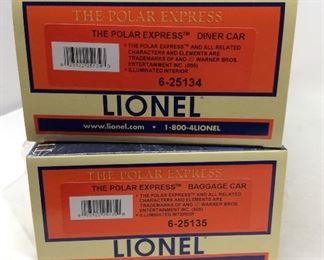 THE POLAR EXPRESS
THE POLAR EXPRESS™ DINER CAR
• THE POLAR EXPRESS™ AND ALL RELATED
CHARACTERS AND ELEMENTS ARE
TRADEMARKS OF AND © WARNER BROS.
ENTERTAINMENT INC. (s05)
• ILLUMINATED INTERIOR
6-25134
LIONEL®
www.lionel.com • 1-800-4LIONEL
THE POLAR EXPRESS
THE POLAR EXPRESS™ BAGGAGE CAR
• THE POLAR EXPRESS™ AND ALL RELATED
CHARACTERS AND ELEMENTS ARE
TRADEMARKS OF AND © WARNER BROS.
ENTERTAINMENT INC. (s05)
• ILLUMINATED INTERIOR
6-25135
LIONEL®